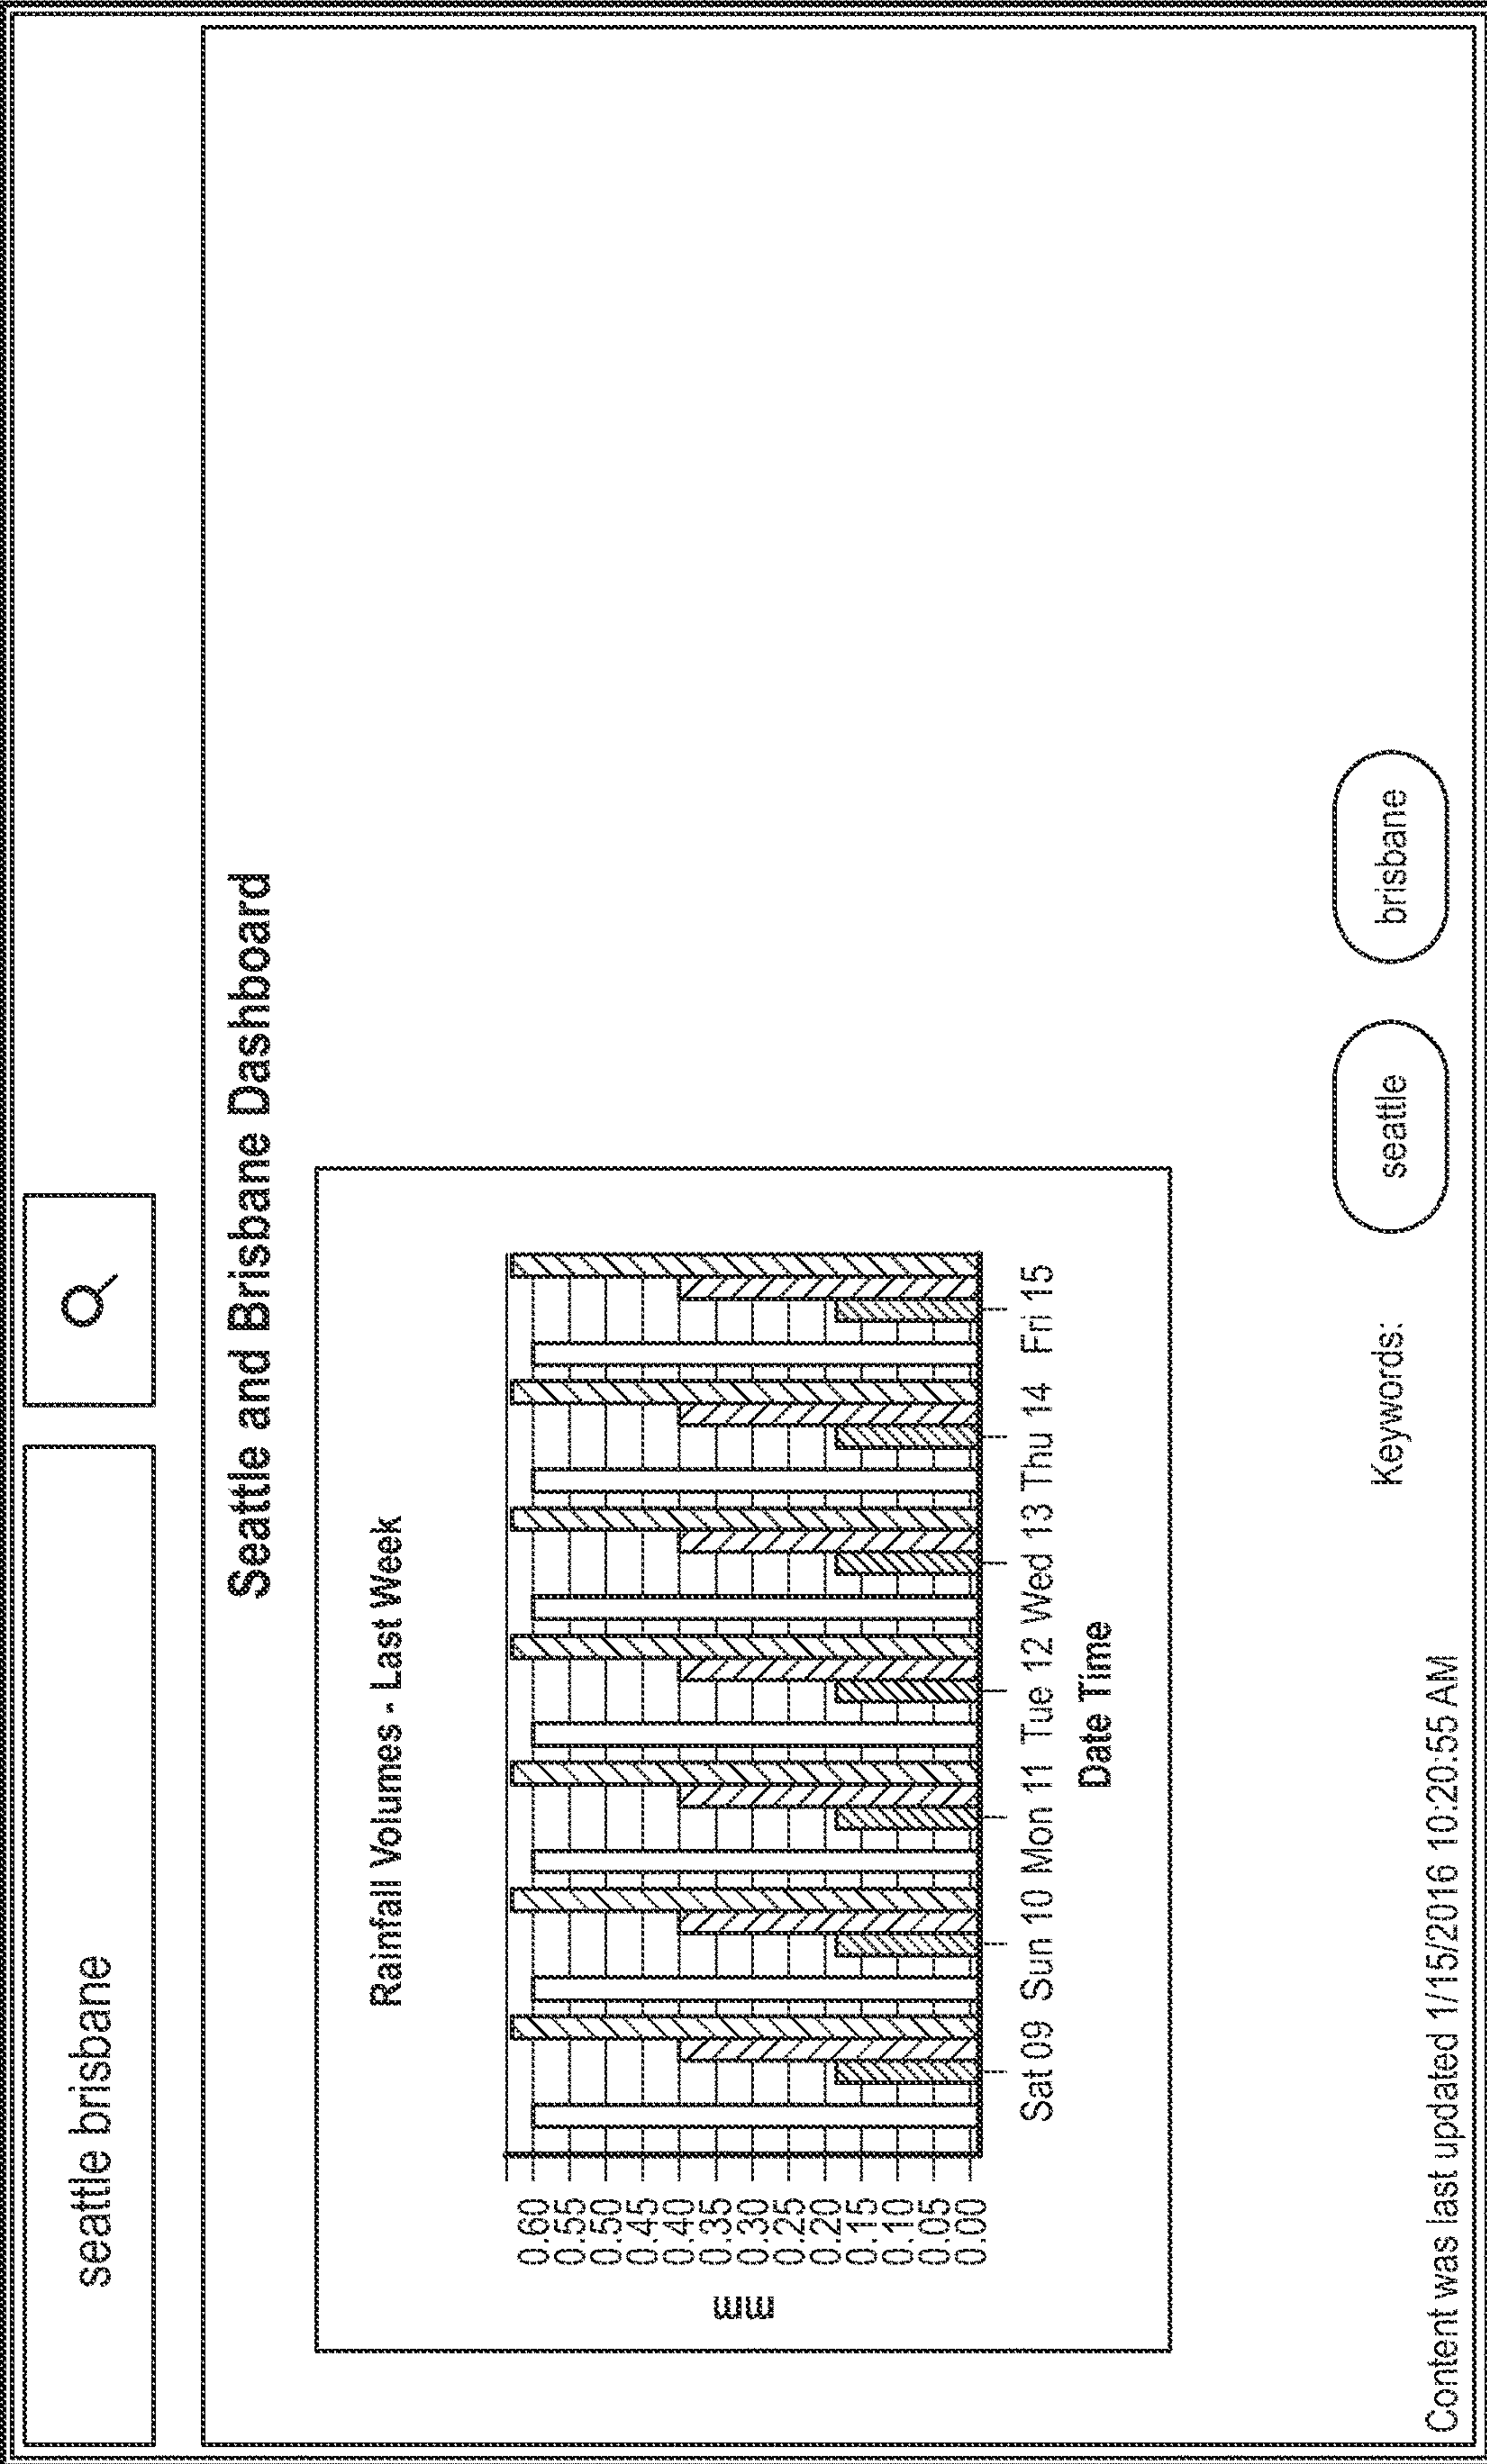 seattle brisbane
Seattle and Brisbane Dashboard
Rainfall Volumes - Last Week
mm
0.60
0.55
0.50
0.45
0.40
0.35
0.30
0.25
0.20
0.15
0.10
0.05
0.00
Sat 09 Sun 10 Mon 11 Tue 12 Wed 13 Thu 14 Fri 15
Date Time
Keywords: seattle brisbane
Content was last updated 1/15/2016 10:20:55 AM